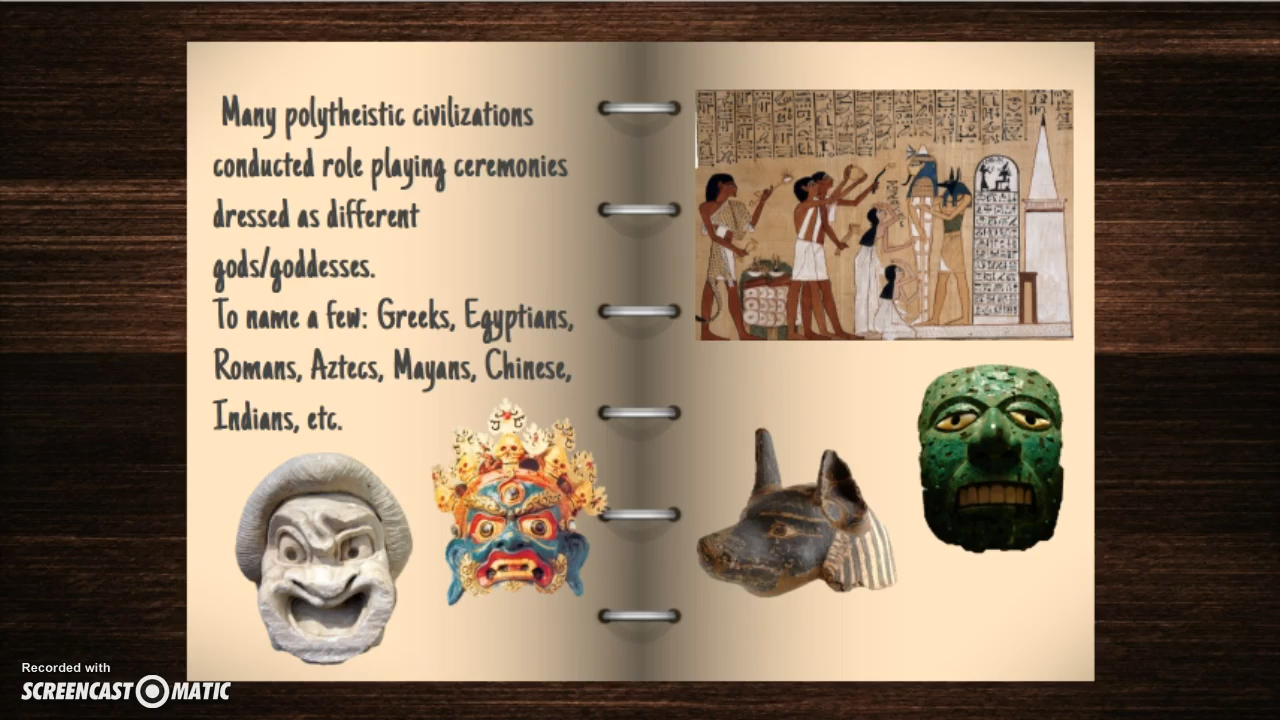 Many polytheistic civilizations
conducted role playing ceremonies
dressed as different
gods/goddesses.
To name a few: Greeks, Egyptians,
Romans, Aztecs, Mayans, Chinese,
Indians, etc.
Recorded with
SCREENCAST MATIC